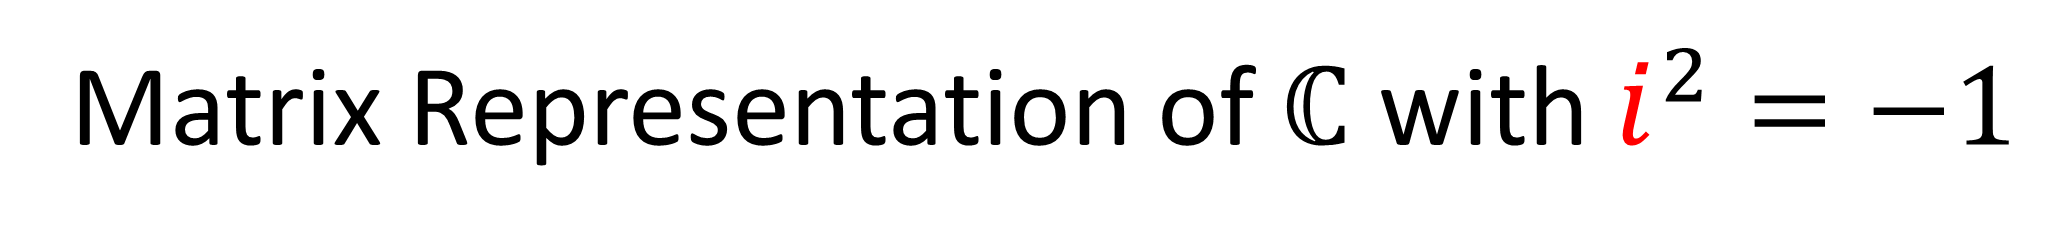 Matrix Representation of ℂ with i² = −1